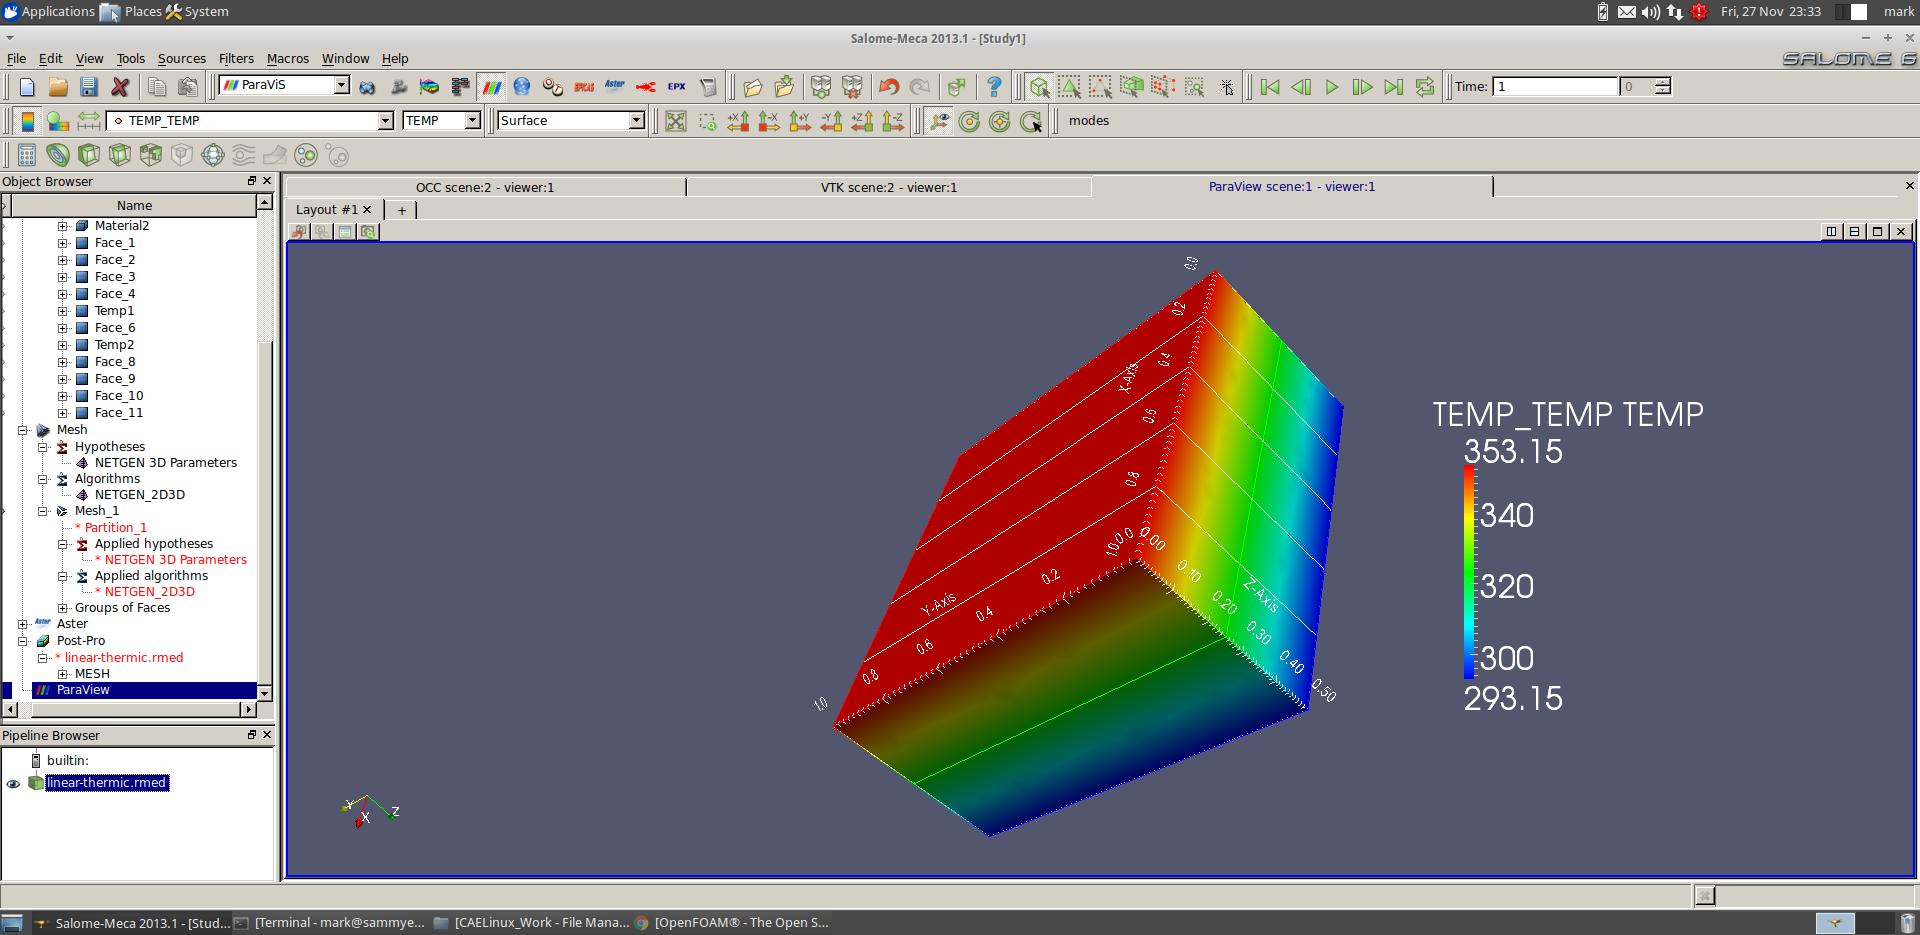 Applications Places System
Fri, 27 Nov 23:33 mark
Salome-Meca 2013.1 - [Study1]
File Edit View Tools Sources Filters Macros Window Help
SALOME 6
ParaViS
Aster
EPX
Time: 1 0
TEMP_TEMP TEMP Surface
+X -X +Y -Y +Z -Z
modes
Object Browser
Name
Material2
Face_1
Face_2
Face_3
Face_4
Temp1
Face_6
Temp2
Face_8
Face_9
Face_10
Face_11
Mesh
Hypotheses
NETGEN 3D Parameters
Algorithms
NETGEN_2D3D
Mesh_1
* Partition_1
Applied hypotheses
* NETGEN 3D Parameters
Applied algorithms
* NETGEN_2D3D
Groups of Faces
Aster
Post-Pro
* linear-thermic.rmed
MESH
ParaView
Pipeline Browser
builtin:
linear-thermic.rmed
OCC scene:2 - viewer:1
VTK scene:2 - viewer:1
ParaView scene:1 - viewer:1
Layout #1
0.0
0.2
0.4
X-Axis
0.6
0.8
0.00
0.10
0.20
Z-Axis
0.30
0.40
0.50
0.2
Y-Axis
0.4
0.6
0.8
1.0
Y
X
Z
TEMP_TEMP TEMP
353.15
340
320
300
293.15
Salome-Meca 2013.1 - [Stud...
[Terminal - mark@sammye...
[CAELinux_Work - File Mana...
[OpenFOAM® - The Open S...